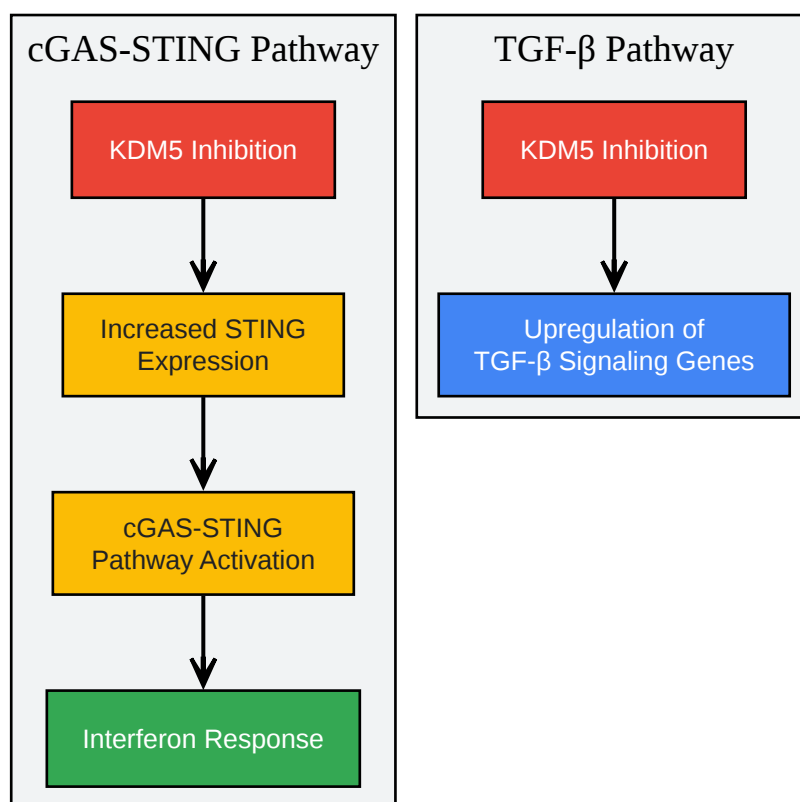 cGAS-STING Pathway
KDM5 Inhibition
Increased STING
Expression
cGAS-STING
Pathway Activation
Interferon Response
TGF-β Pathway
KDM5 Inhibition
Upregulation of
TGF-β Signaling Genes